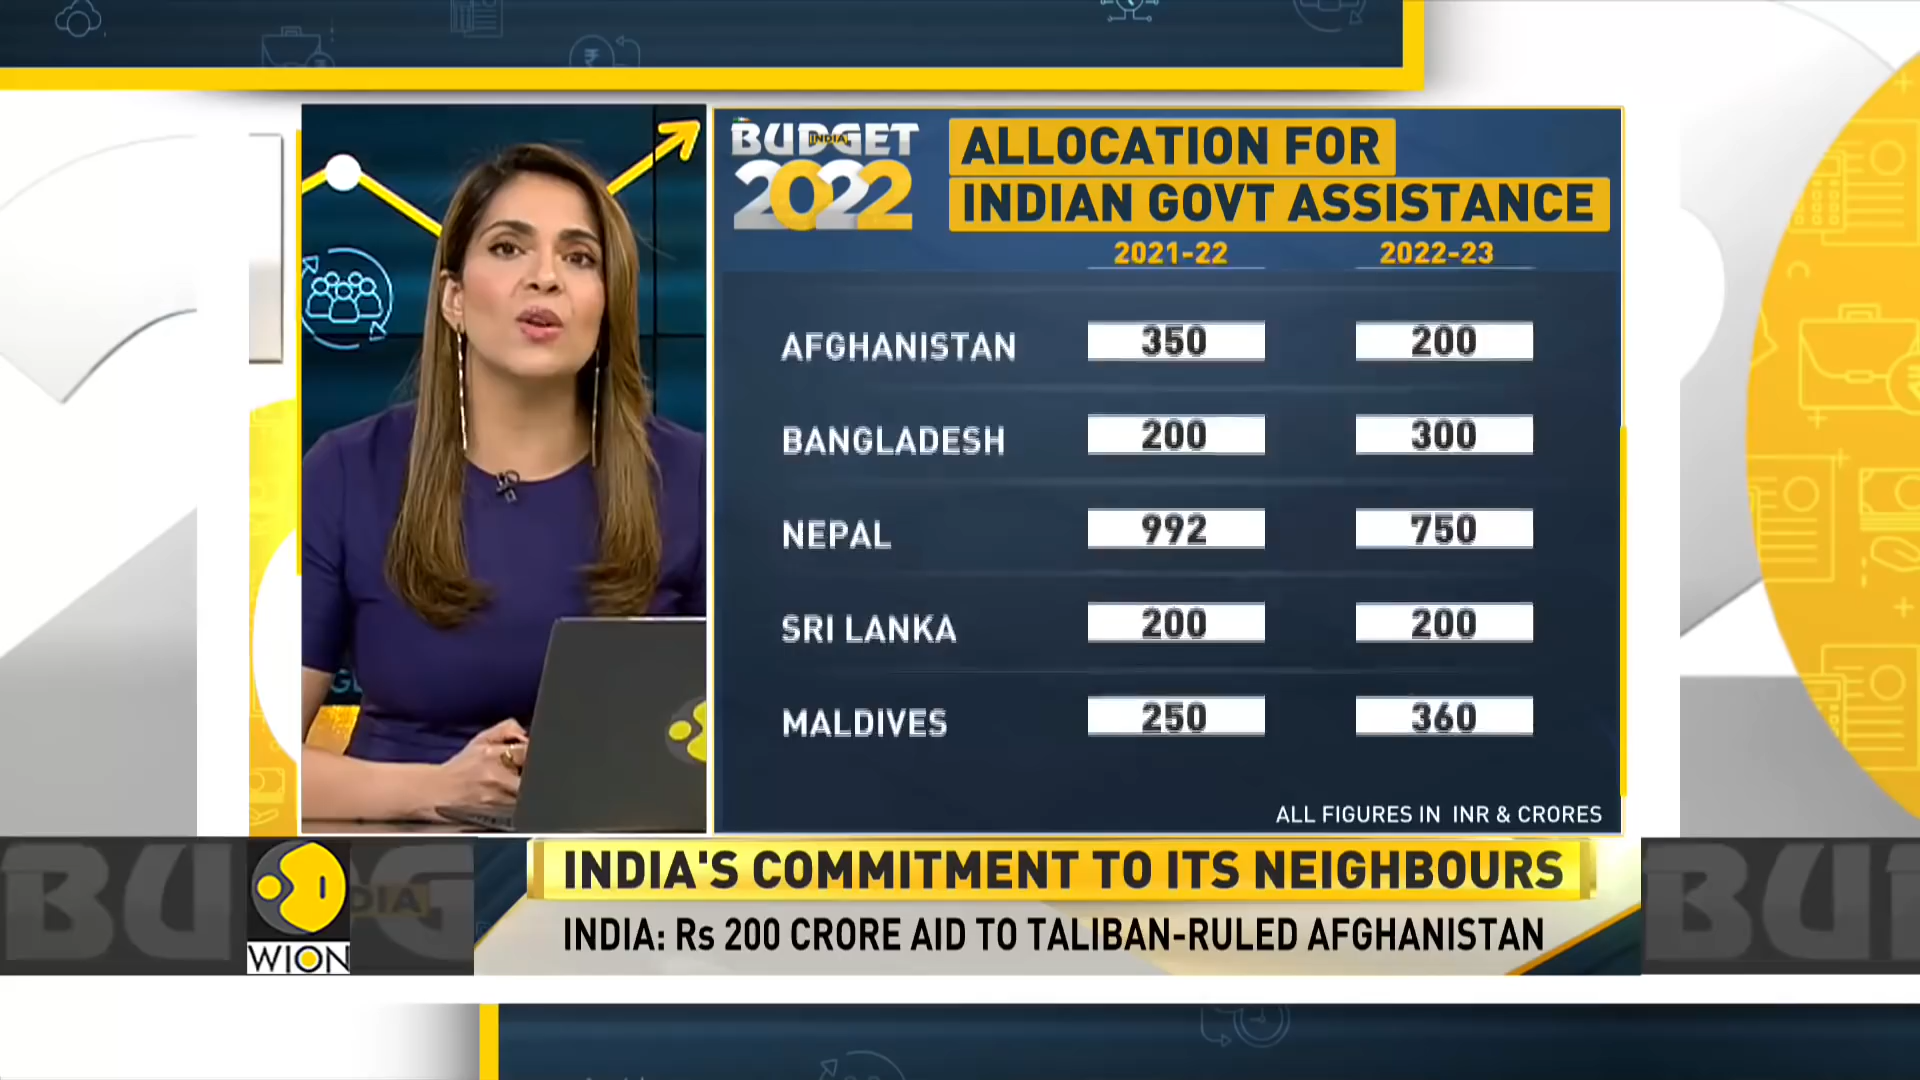 BUDGET
INDIA
2022
ALLOCATION FOR
INDIAN GOVT ASSISTANCE
2021-22 2022-23
AFGHANISTAN 350 200
BANGLADESH 200 300
NEPAL 992 750
SRI LANKA 200 200
MALDIVES 250 360
ALL FIGURES IN INR & CRORES
INDIA'S COMMITMENT TO ITS NEIGHBOURS
INDIA: Rs 200 CRORE AID TO TALIBAN-RULED AFGHANISTAN
WION